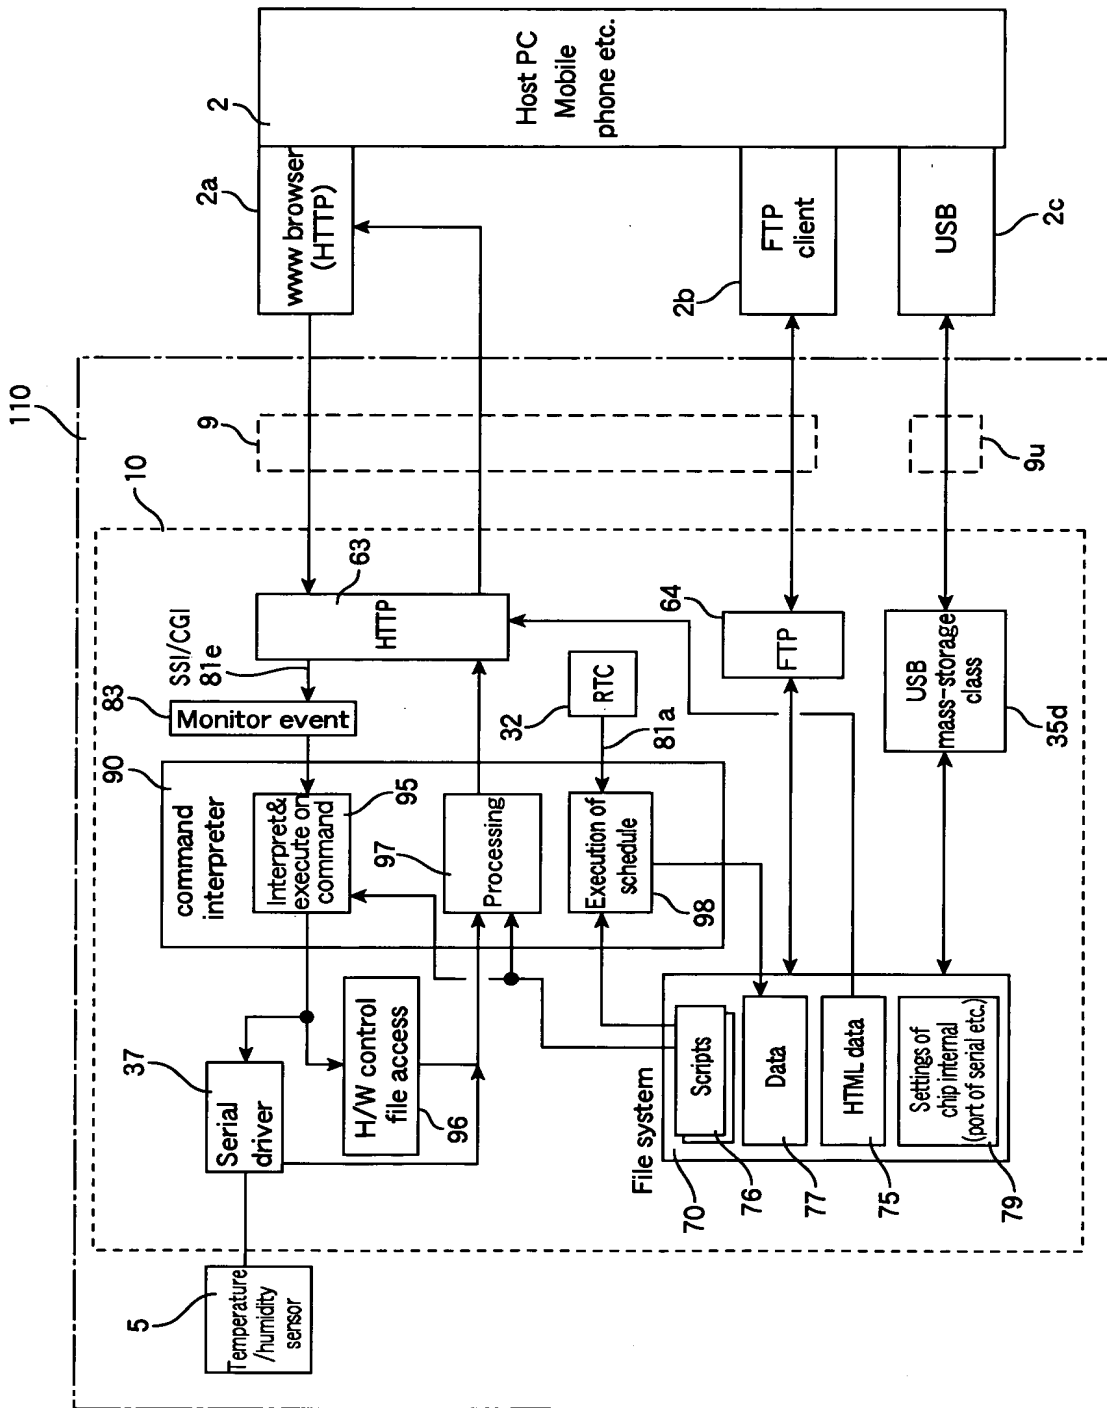 110
10
5
Temperature
/humidity
sensor
37
Serial
driver
H/W control
file access
96
90
command
interpreter
Interpret&
execute on
command
95
97
Processing
Execution of
schedule
98
83
Monitor event
SSI/CGI
81e
63
HTTP
32
RTC
81a
64
FTP
USB
mass-storage
class
35d
File system
70
Scripts
76
Data
77
HTML data
75
Settings of
chip internal
(port of serial etc.)
79
9
9u
2a
www browser
(HTTP)
2
Host PC
Mobile
phone etc.
2b
FTP
client
USB
2c